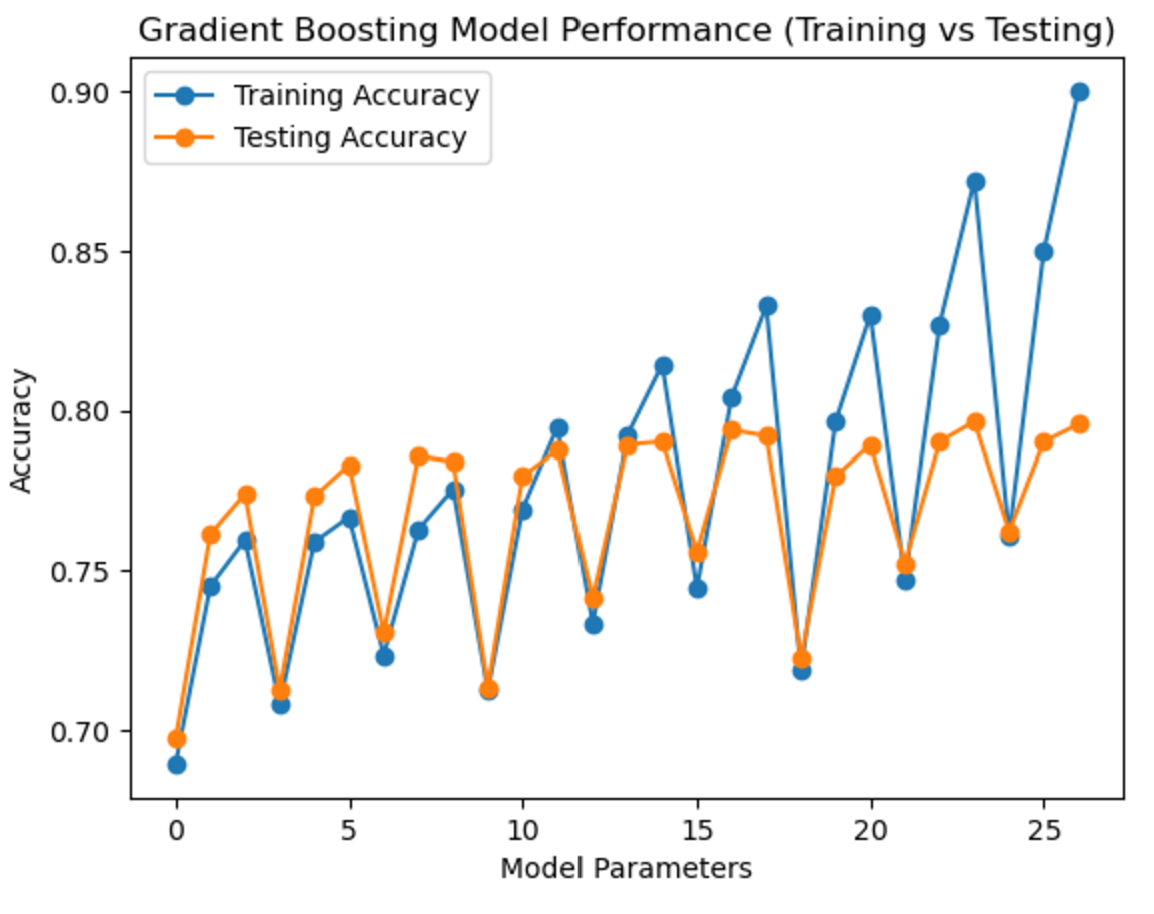 Gradient Boosting Model Performance (Training vs Testing)
Training Accuracy
Testing Accuracy
0.90
0.85
0.80
0.75
0.70
Accuracy
0 5 10 15 20 25
Model Parameters